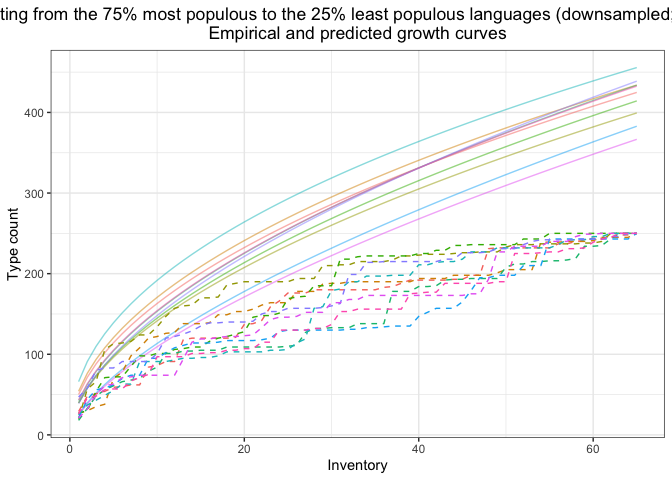 ting from the 75% most populous to the 25% least populous languages (downsampled
Empirical and predicted growth curves
400
300
200
100
0
Type count
0 20 40 60
Inventory